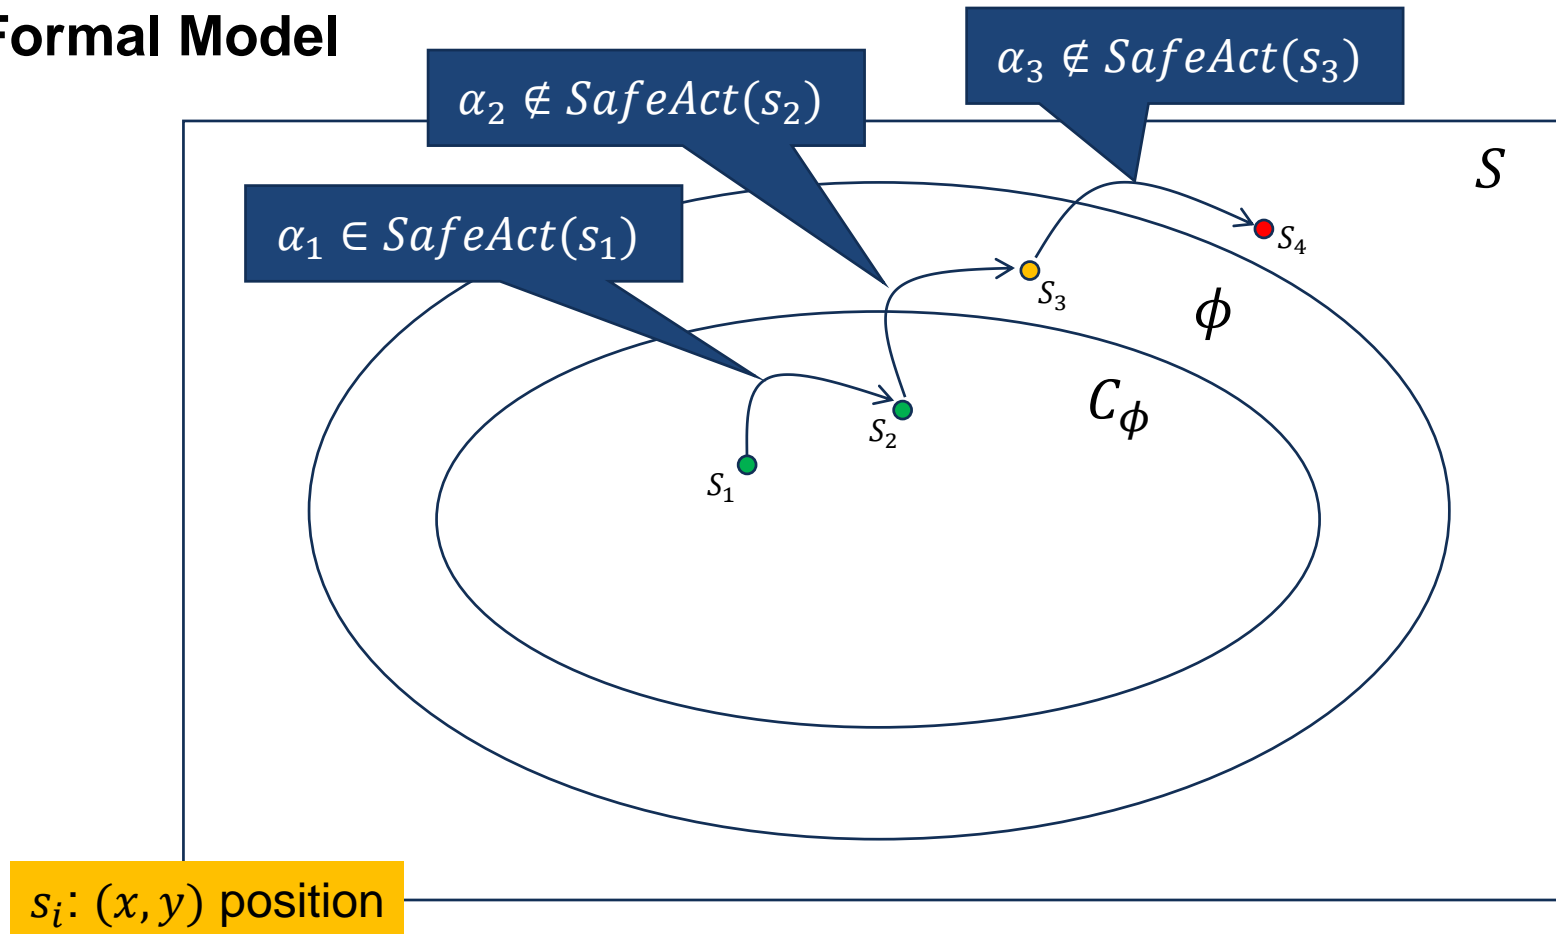 Formal Model
α₃ ∉ SafeAct(s₃)
α₂ ∉ SafeAct(s₂)
S
α₁ ∈ SafeAct(s₁)
S₄
S₃
ϕ
C_ϕ
S₂
S₁
sᵢ: (x, y) position